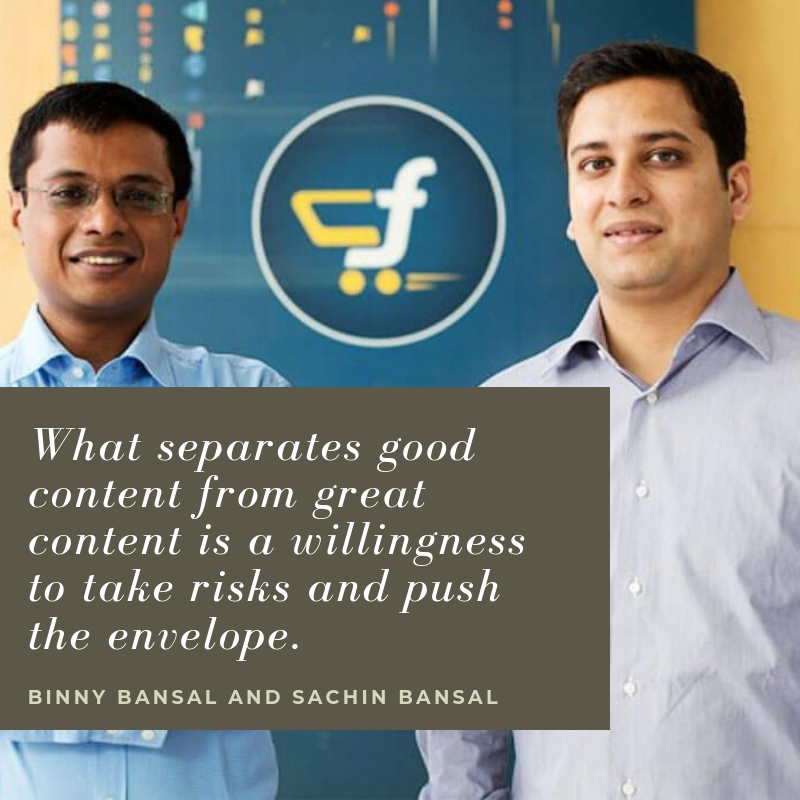 f
What separates good
content from great
content is a willingness
to take risks and push
the envelope.
BINNY BANSAL AND SACHIN BANSAL